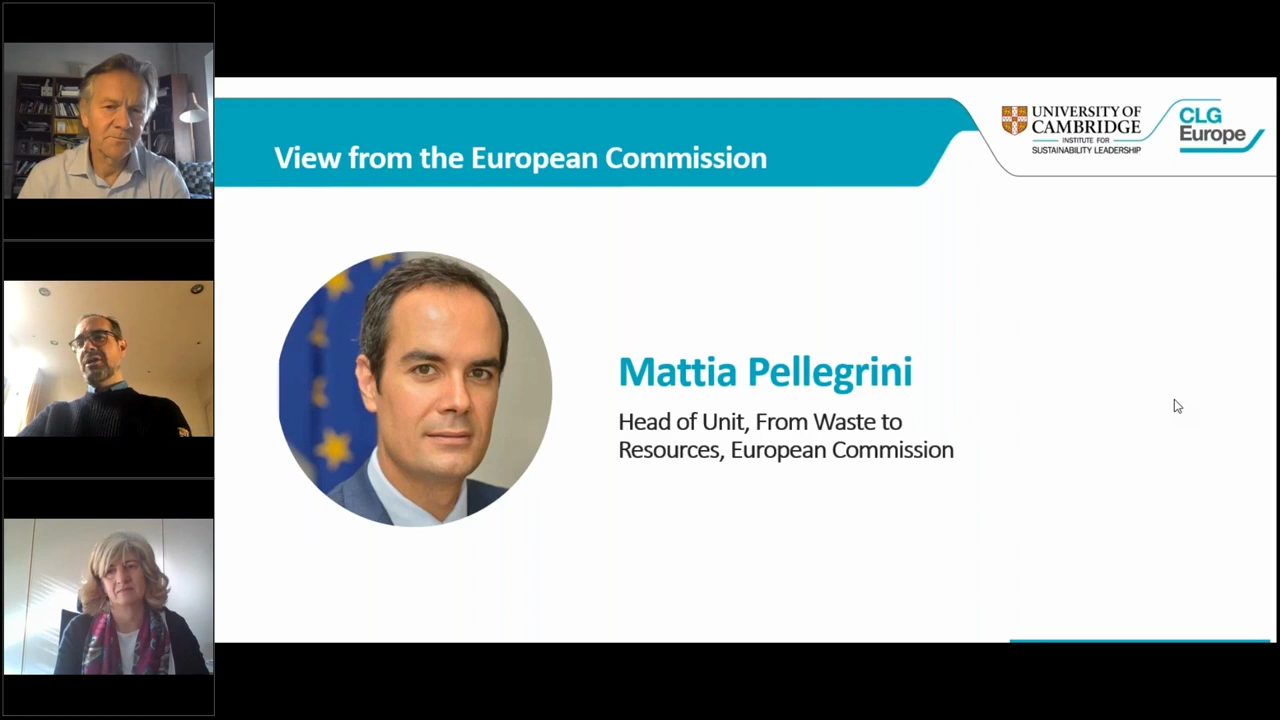 View from the European Commission
UNIVERSITY OF
CAMBRIDGE
INSTITUTE FOR
SUSTAINABILITY LEADERSHIP
CLG
Europe
Mattia Pellegrini
Head of Unit, From Waste to
Resources, European Commission